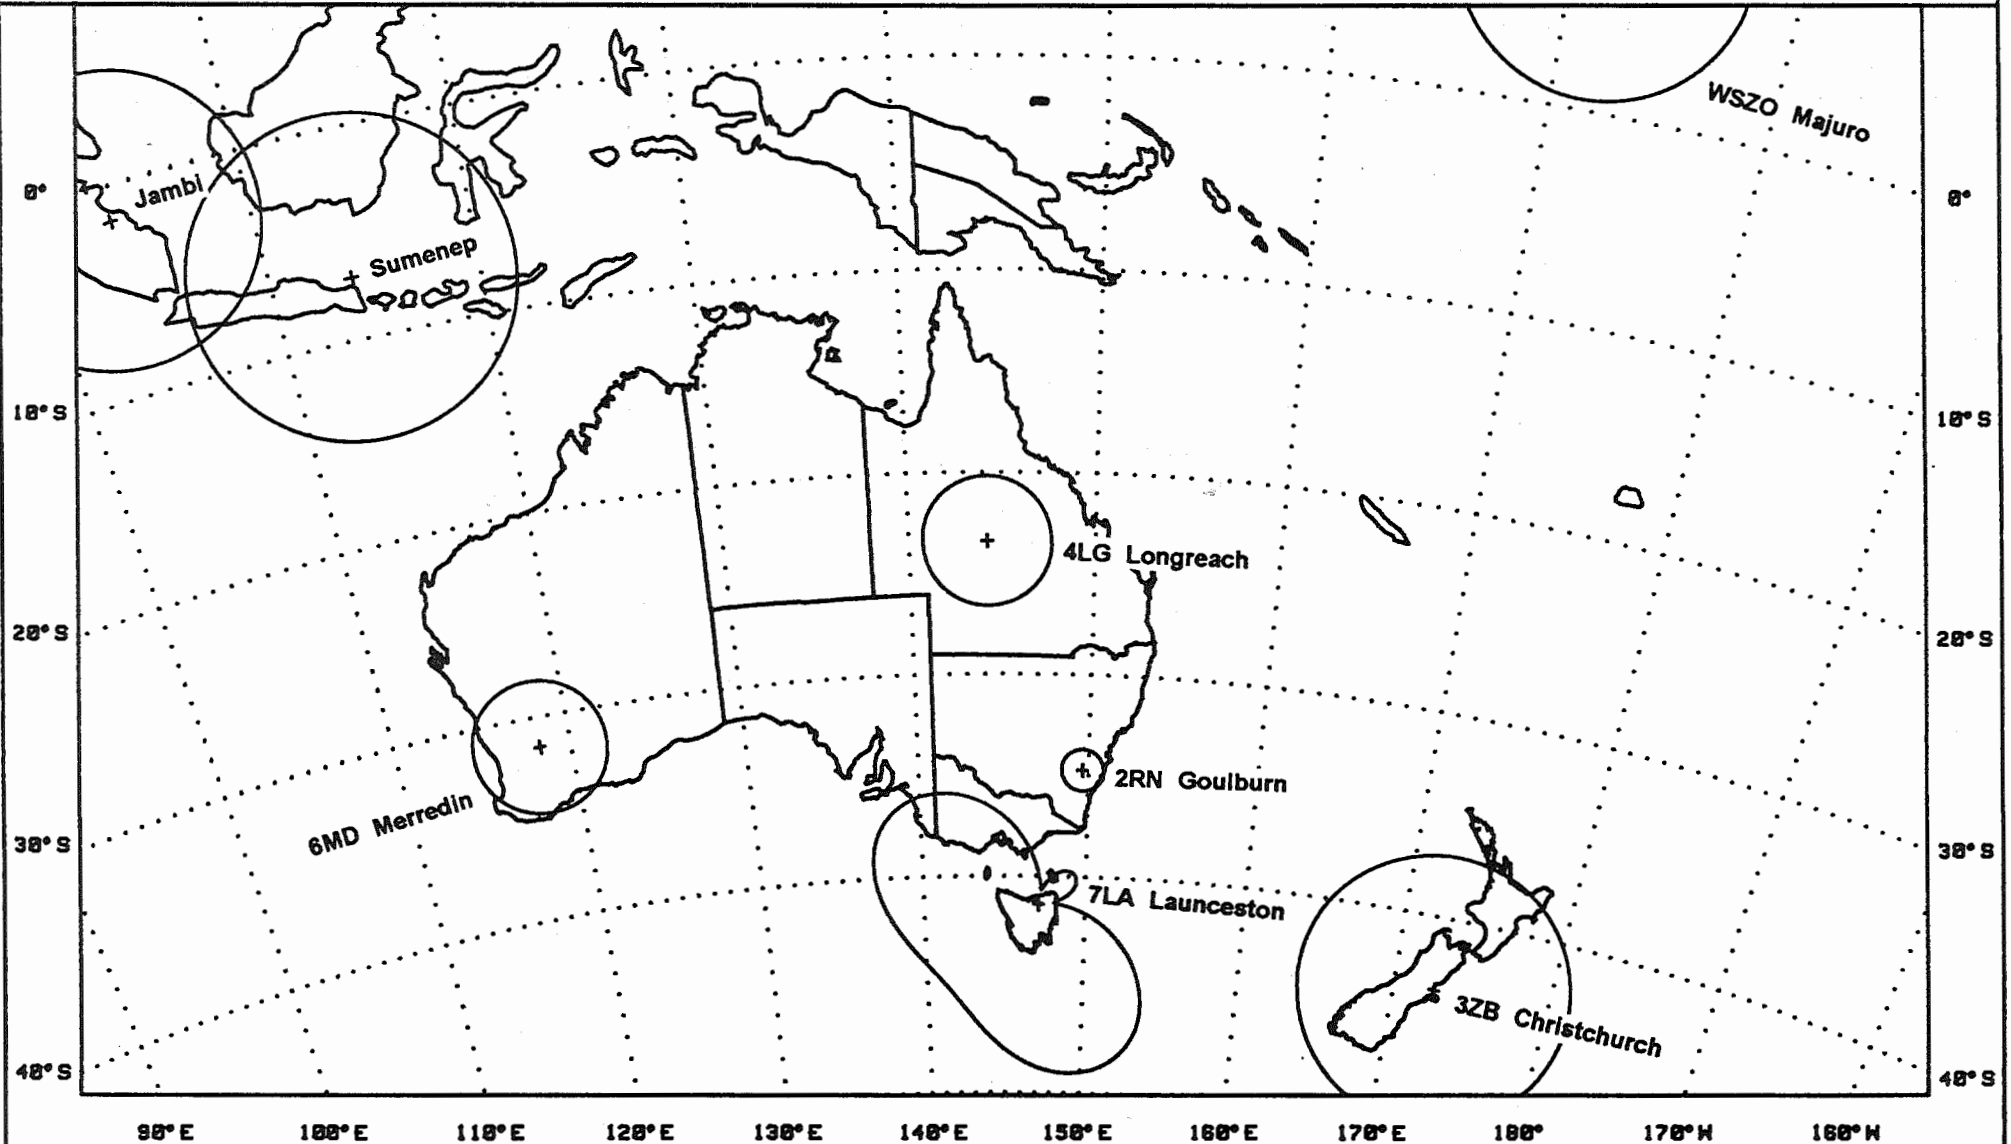 WSZO Majuro
Jambi
0°
0°
Sumenep
10°S
10°S
4LG Longreach
20°S
20°S
2RN Goulburn
6MD Merredin
30°S
30°S
7LA Launceston
3ZB Christchurch
40°S
40°S
90°E 100°E 110°E 120°E 130°E 140°E 150°E 160°E 170°E 180° 170°W 160°W